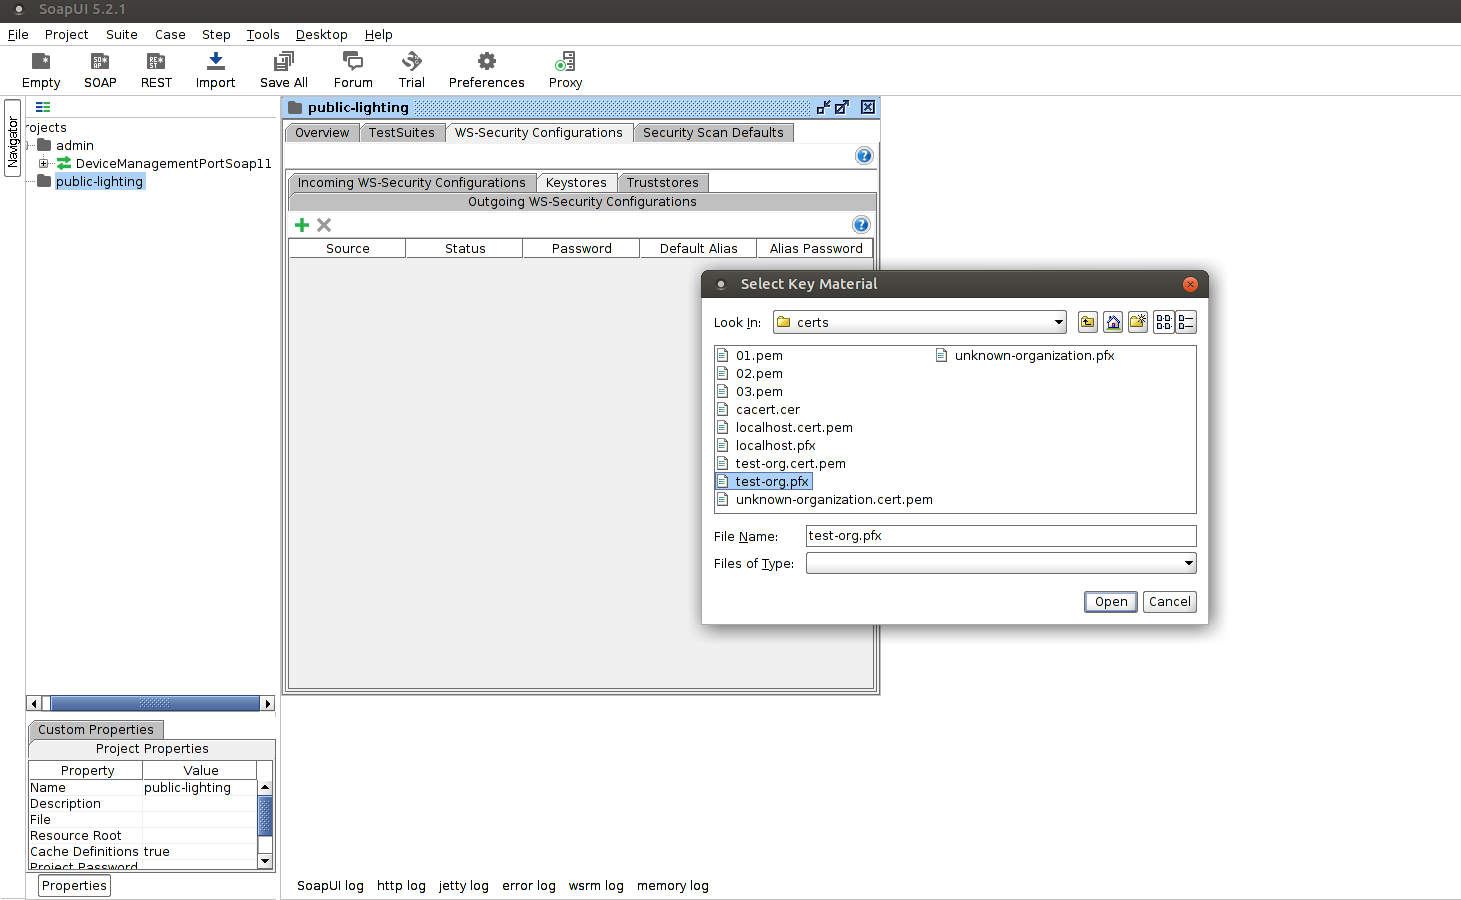 SoapUI 5.2.1
File Project Suite Case Step Tools Desktop Help
Empty SOAP REST Import Save All Forum Trial Preferences Proxy
Navigator
rojects
admin
DeviceManagementPortSoap11
public-lighting
public-lighting
Overview TestSuites WS-Security Configurations Security Scan Defaults
Incoming WS-Security Configurations Keystores Truststores
Outgoing WS-Security Configurations
Source Status Password Default Alias Alias Password
Select Key Material
Look In: certs
01.pem
02.pem
03.pem
cacert.cer
localhost.cert.pem
localhost.pfx
test-org.cert.pem
test-org.pfx
unknown-organization.cert.pem
unknown-organization.pfx
File Name: test-org.pfx
Files of Type:
Open Cancel
Custom Properties
Project Properties
Property Value
Name public-lighting
Description
File
Resource Root
Cache Definitions true
Project Password
Properties
SoapUI log http log jetty log error log wsrm log memory log